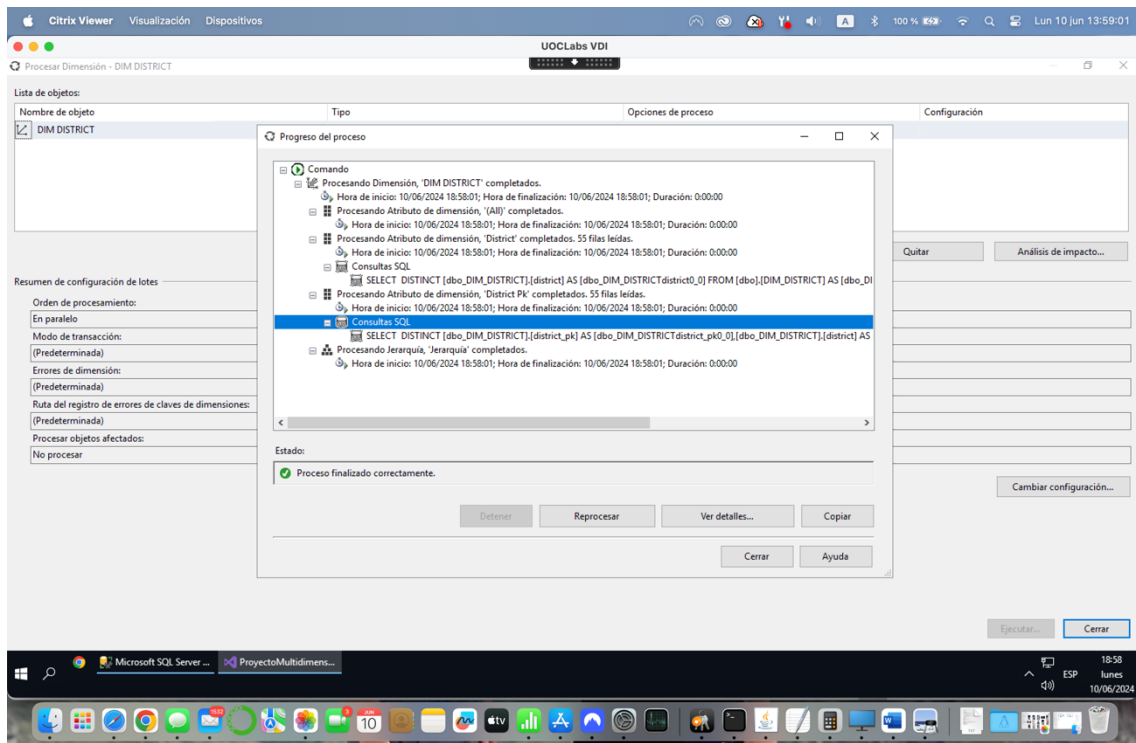 Citrix Viewer Visualización Dispositivos A 100 % Lun 10 jun 13:59:01
UOCLabs VDI
Procesar Dimensión - DIM DISTRICT
Lista de objetos:
Nombre de objeto Tipo Opciones de proceso Configuración
DIM DISTRICT
Progreso del proceso
Comando
Procesando Dimensión, 'DIM DISTRICT' completados.
Hora de inicio: 10/06/2024 18:58:01; Hora de finalización: 10/06/2024 18:58:01; Duración: 0:00:00
Procesando Atributo de dimensión, '(All)' completados.
Hora de inicio: 10/06/2024 18:58:01; Hora de finalización: 10/06/2024 18:58:01; Duración: 0:00:00
Procesando Atributo de dimensión, 'District' completados. 55 filas leídas.
Hora de inicio: 10/06/2024 18:58:01; Hora de finalización: 10/06/2024 18:58:01; Duración: 0:00:00
Consultas SQL
SELECT DISTINCT [dbo_DIM_DISTRICT].[district] AS [dbo_DIM_DISTRICTdistrict0_0] FROM [dbo].[DIM_DISTRICT] AS [dbo_DI
Procesando Atributo de dimensión, 'District Pk' completados. 55 filas leídas.
Hora de inicio: 10/06/2024 18:58:01; Hora de finalización: 10/06/2024 18:58:01; Duración: 0:00:00
Consultas SQL
SELECT DISTINCT [dbo_DIM_DISTRICT].[district_pk] AS [dbo_DIM_DISTRICTdistrict_pk0_0],[dbo_DIM_DISTRICT].[district] AS
Procesando Jerarquía, 'Jerarquía' completados.
Hora de inicio: 10/06/2024 18:58:01; Hora de finalización: 10/06/2024 18:58:01; Duración: 0:00:00
Quitar Análisis de impacto...
Resumen de configuración de lotes
Orden de procesamiento:
En paralelo
Modo de transacción:
(Predeterminada)
Errores de dimensión:
(Predeterminada)
Ruta del registro de errores de claves de dimensiones:
(Predeterminada)
Procesar objetos afectados:
No procesar
Estado:
Proceso finalizado correctamente.
Cambiar configuración...
Detener Reprocesar Ver detalles... Copiar
Cerrar Ayuda
Ejecutar... Cerrar
Microsoft SQL Server ... ProyectoMultidimens... ESP 18:58
lunes
10/06/2024
JUN
10
tv